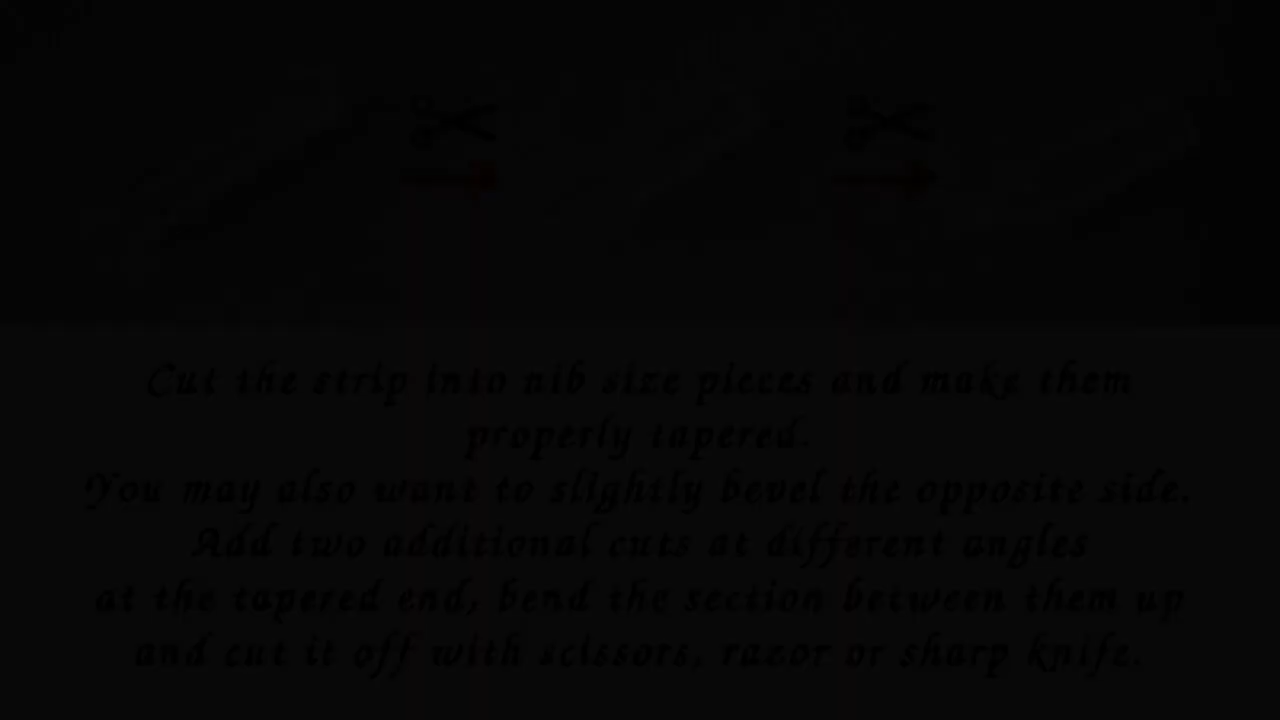 Cut the strip into nib size pieces and make them
properly tapered.
You may also want to slightly bevel the opposite side.
Add two additional cuts at different angles
at the tapered end, bend the section between them up
and cut it off with scissors, razor or sharp knife.